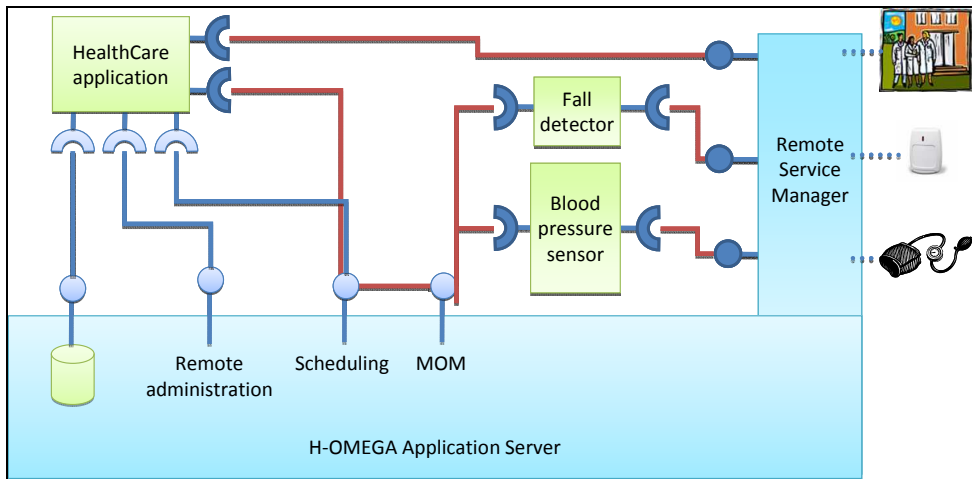 HealthCare
application
Fall
detector
Remote
Service
Manager
Blood
pressure
sensor
Remote
administration
Scheduling
MOM
H-OMEGA Application Server